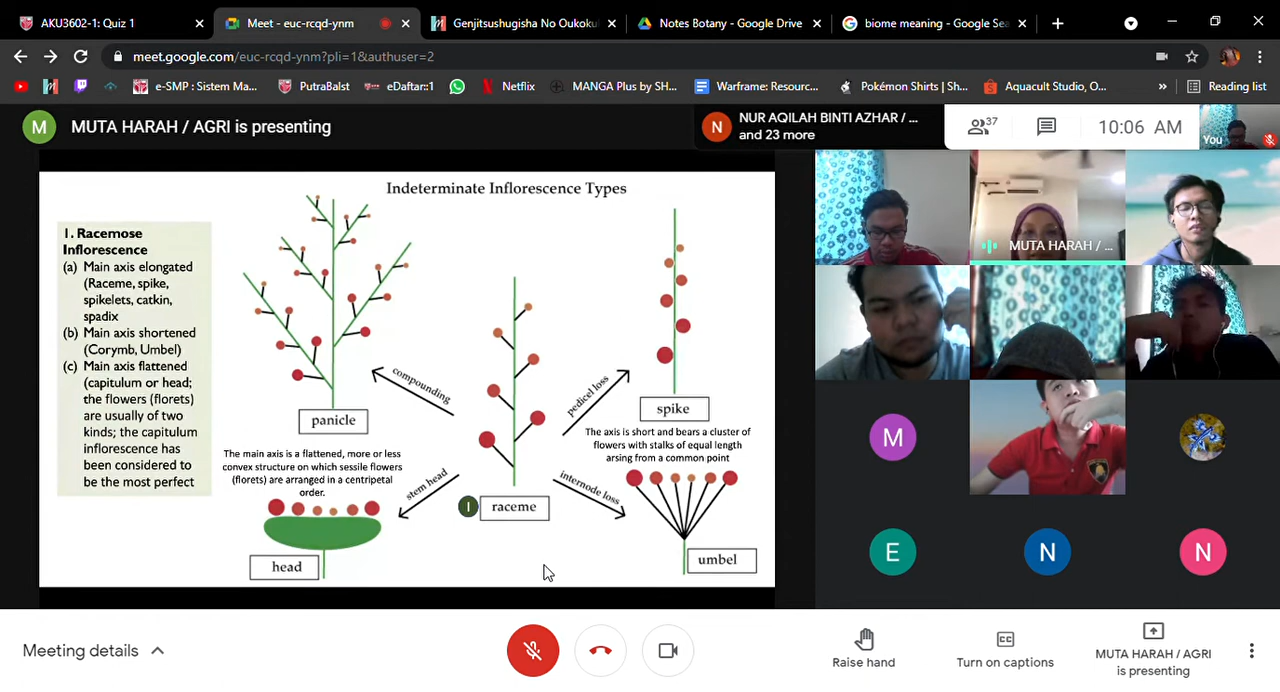 AKU3602-1: Quiz 1
Meet - euc-rcqd-ynm
Genjitsushugisha No Oukoku
Notes Botany - Google Drive
biome meaning - Google Sea
meet.google.com/euc-rcqd-ynm?pli=1&authuser=2
e-SMP : Sistem Ma...
PutraBalst
eDaftar::1
Netflix
MANGA Plus by SH...
Warframe: Resourc...
Pokémon Shirts | Sh...
Aquacult Studio, O...
»
Reading list
M
MUTA HARAH / AGRI is presenting
N
NUR AQILAH BINTI AZHAR / ...
and 23 more
37
10:06 AM
You
Indeterminate Inflorescence Types
1. Racemose
Inflorescence
(a) Main axis elongated
(Raceme, spike,
spikelets, catkin,
spadix
(b) Main axis shortened
(Corymb, Umbel)
(c) Main axis flattened
(capitulum or head;
the flowers (florets)
are usually of two
kinds; the capitulum
inflorescence has
been considered to
be the most perfect
compounding
pedicel loss
panicle
spike
The main axis is a flattened, more or less
convex structure on which sessile flowers
(florets) are arranged in a centripetal
order.
The axis is short and bears a cluster of
flowers with stalks of equal length
arising from a common point
stem head
internode loss
I
raceme
head
umbel
MUTA HARAH / ...
M
E
N
N
Meeting details
Raise hand
Turn on captions
MUTA HARAH / AGRI
is presenting